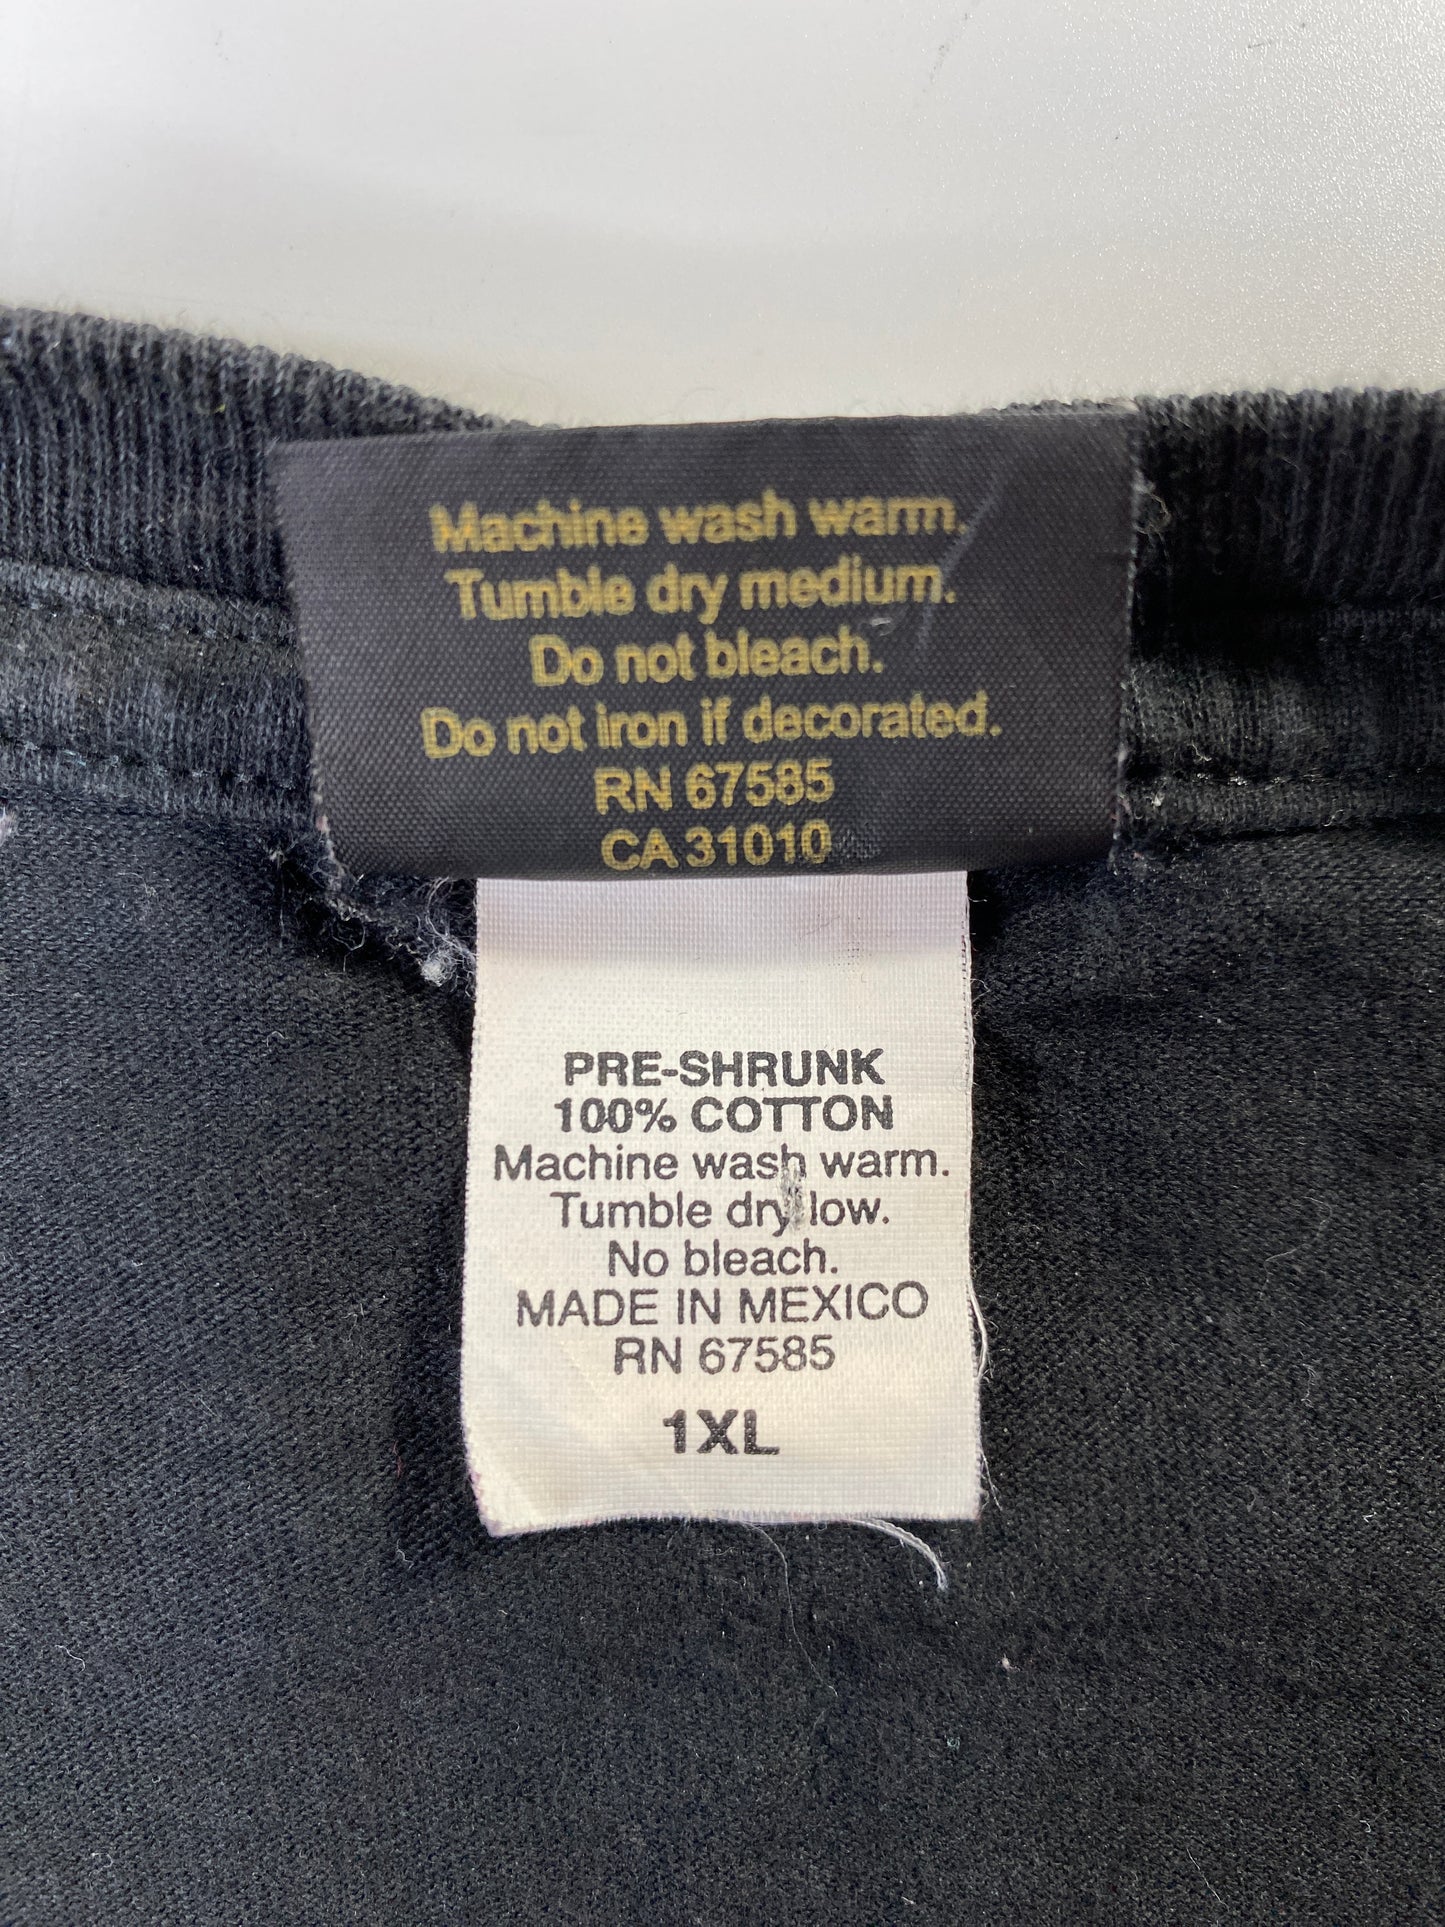 Machine wash warm.
Tumble dry medium.
Do not bleach.
Do not iron if decorated.
RN 67585
CA 31010
PRE-SHRUNK
100% COTTON
Machine wash warm.
Tumble dry low.
No bleach.
MADE IN MEXICO
RN 67585
1XL